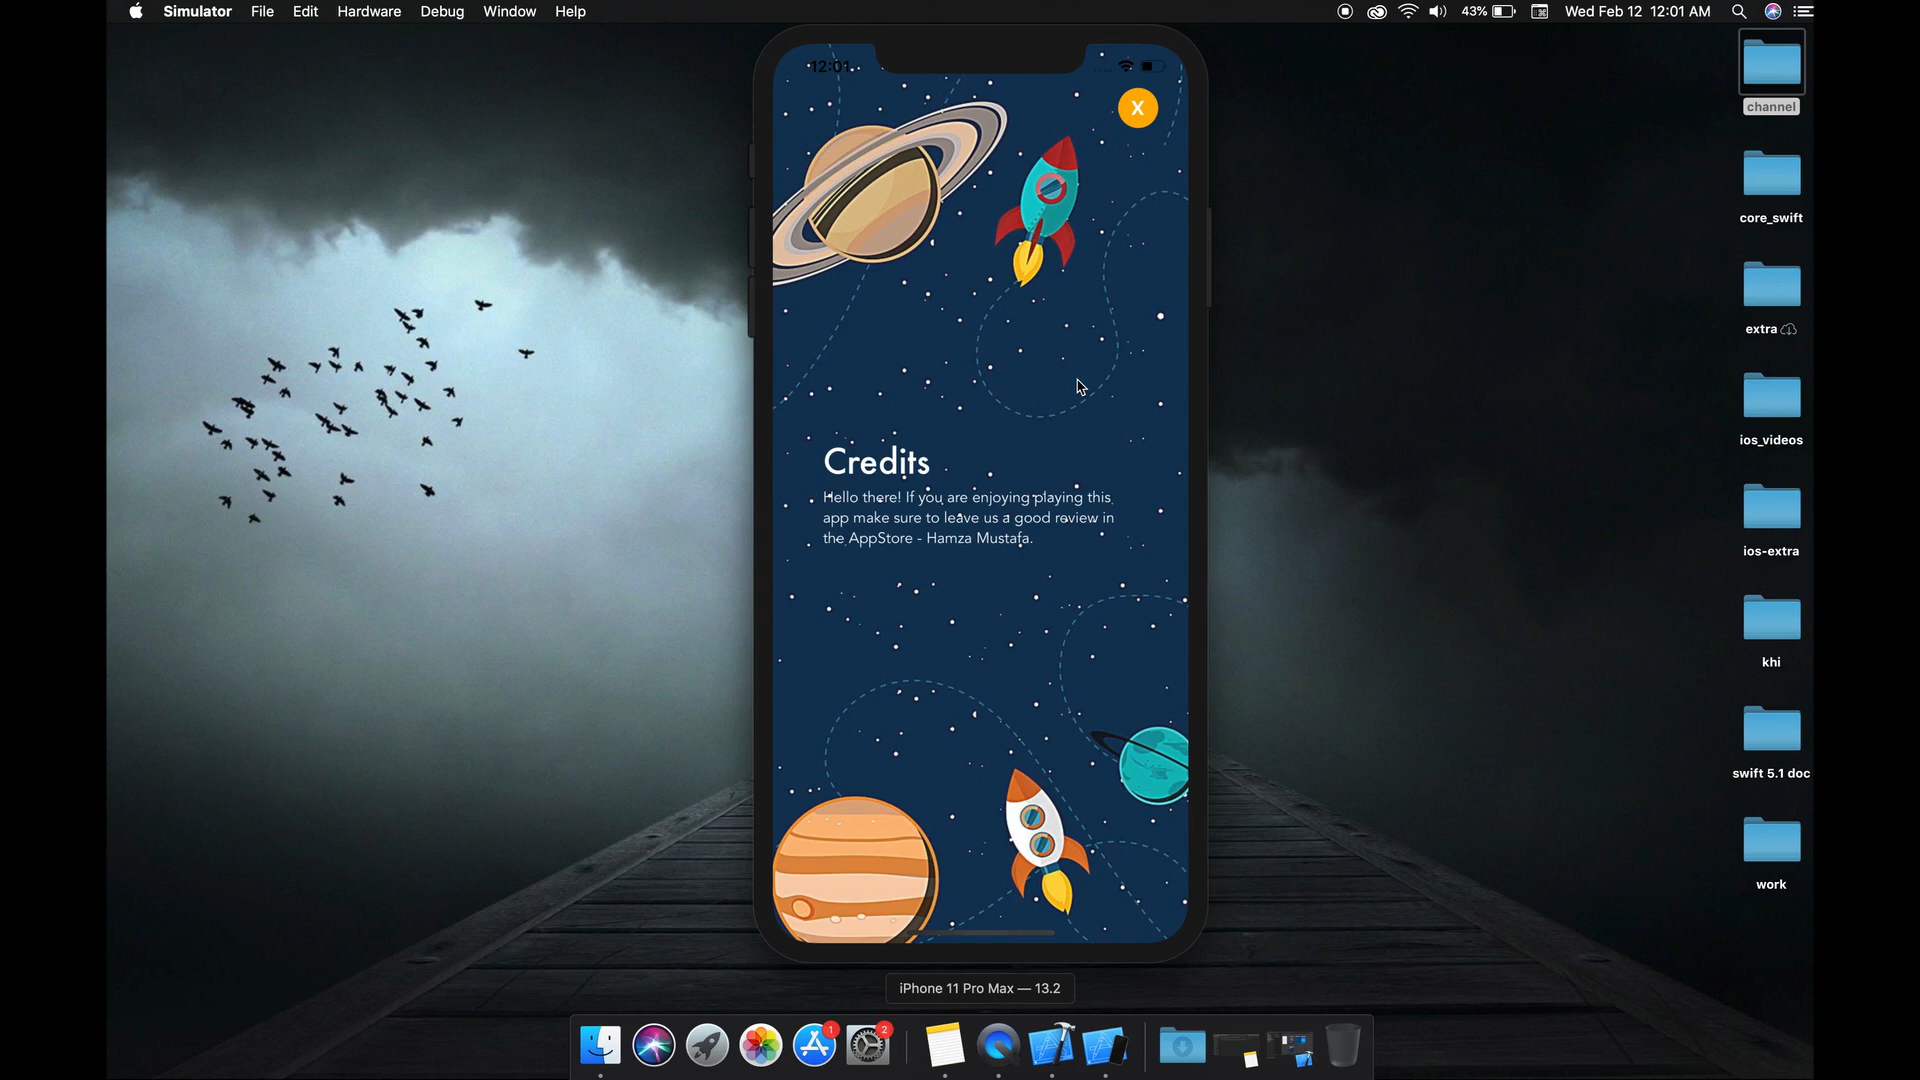 Simulator File Edit Hardware Debug Window Help
43% Wed Feb 12 12:01 AM
12:01
X
Credits
Hello there! If you are enjoying playing this
app make sure to leave us a good review in
the AppStore - Hamza Mustafa.
iPhone 11 Pro Max — 13.2
channel
core_swift
extra
ios_videos
ios-extra
khi
swift 5.1 doc
work
1
2